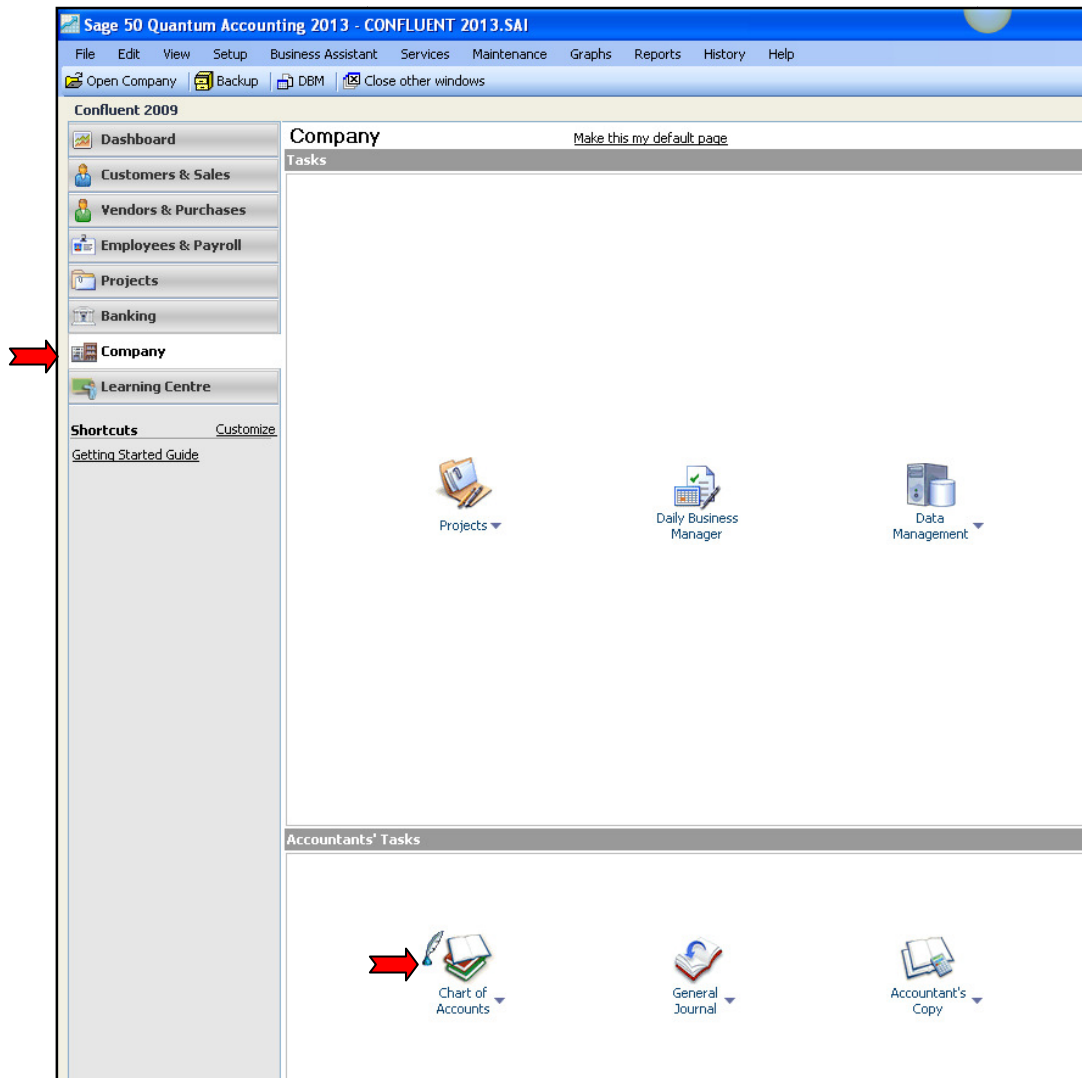 Sage 50 Quantum Accounting 2013 - CONFLUENT 2013.SAI
File Edit View Setup Business Assistant Services Maintenance Graphs Reports History Help
Open Company Backup DBM Close other windows
Confluent 2009
Dashboard
Customers & Sales
Vendors & Purchases
Employees & Payroll
Projects
Banking
Company
Learning Centre
Shortcuts Customize
Getting Started Guide
Company Make this my default page
Tasks
Projects
Daily Business
Manager
Data
Management
Accountants' Tasks
Chart of
Accounts
General
Journal
Accountant's
Copy